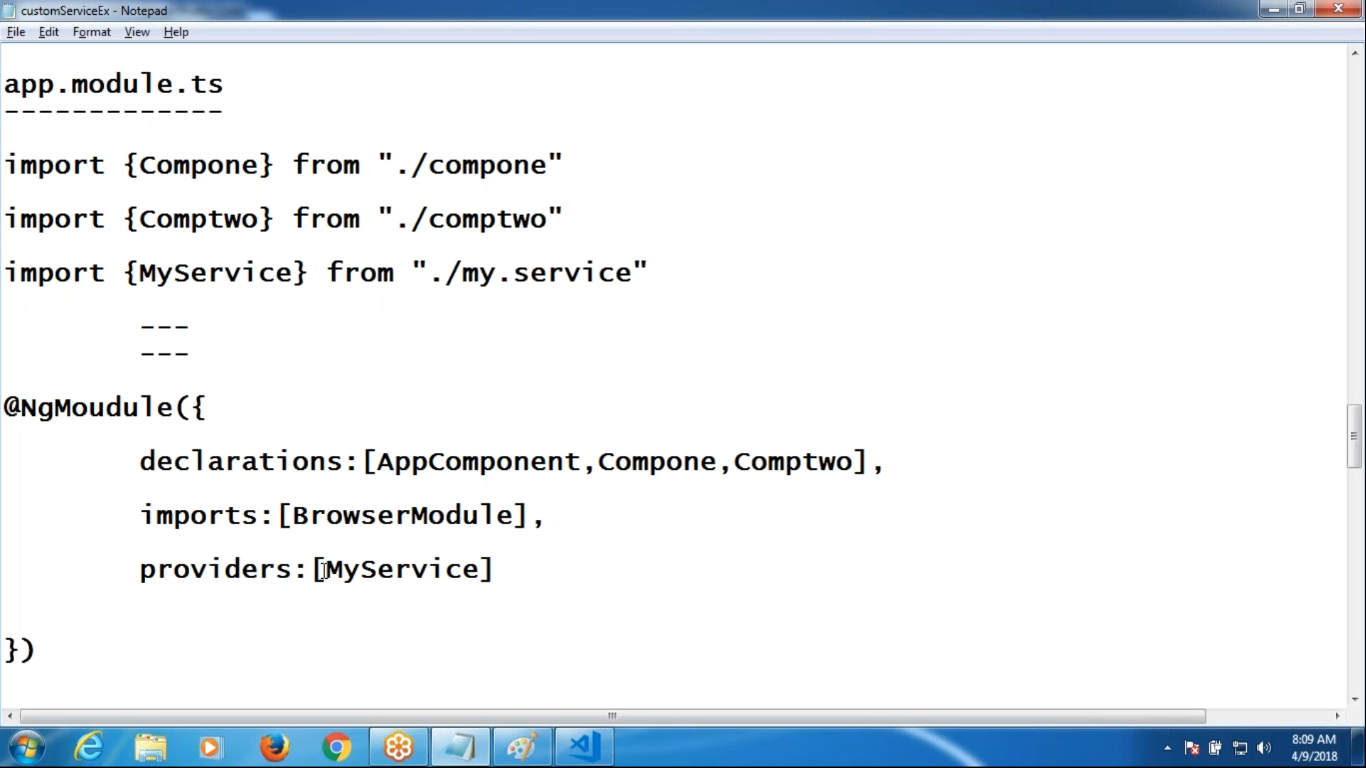 customServiceEx - Notepad
File Edit Format View Help
app.module.ts
-------------
import {Compone} from "./compone"
import {Comptwo} from "./comptwo"
import {MyService} from "./my.service"
---
---
@NgMoudule({
declarations:[AppComponent,Compone,Comptwo],
imports:[BrowserModule],
providers:[MyService]
})
8:09 AM
4/9/2018